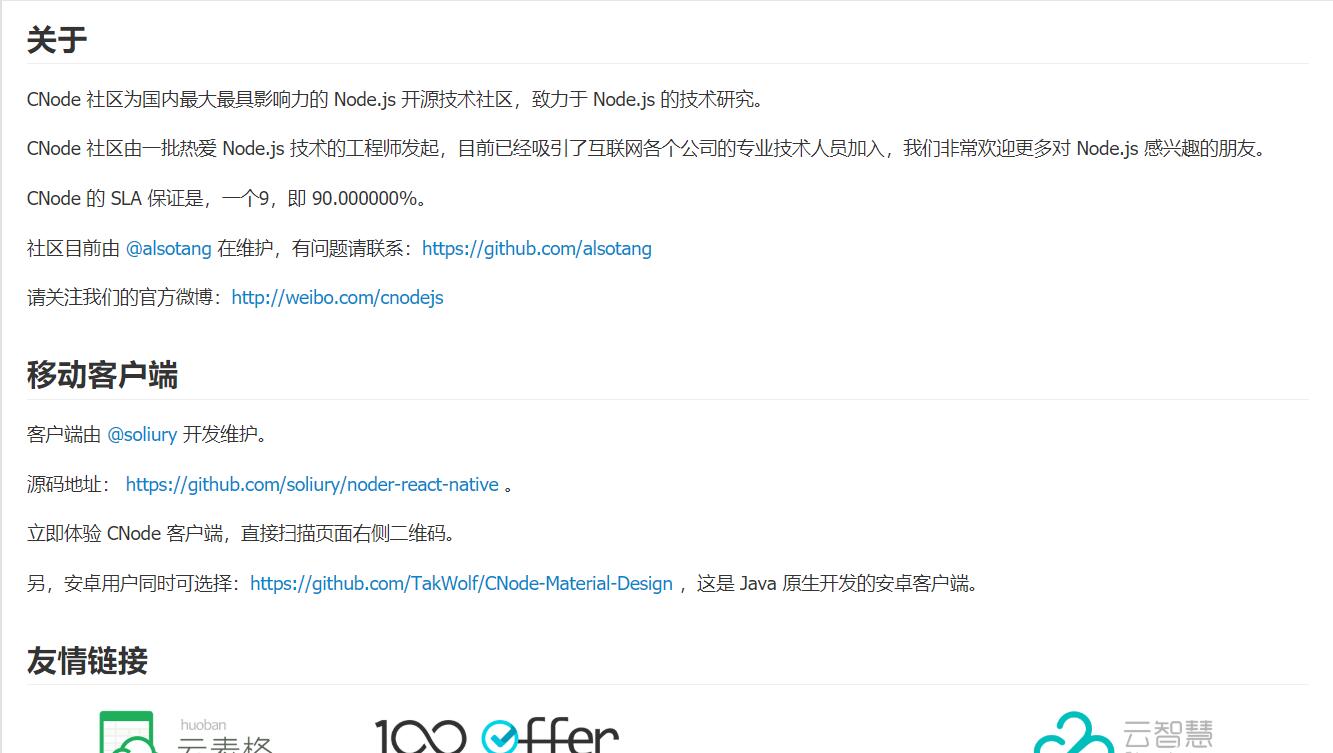 关于
CNode 社区为国内最大最具影响力的 Node.js 开源技术社区，致力于 Node.js 的技术研究。
CNode 社区由一批热爱 Node.js 技术的工程师发起，目前已经吸引了互联网各个公司的专业技术人员加入，我们非常欢迎更多对 Node.js 感兴趣的朋友。
CNode 的 SLA 保证是，一个9，即 90.000000%。
社区目前由 @alsotang 在维护，有问题请联系：https://github.com/alsotang
请关注我们的官方微博：http://weibo.com/cnodejs
移动客户端
客户端由 @soliury 开发维护。
源码地址： https://github.com/soliury/noder-react-native 。
立即体验 CNode 客户端，直接扫描页面右侧二维码。
另，安卓用户同时可选择：https://github.com/TakWolf/CNode-Material-Design ，这是 Java 原生开发的安卓客户端。
友情链接
huoban
云表格 100 offer 云智慧